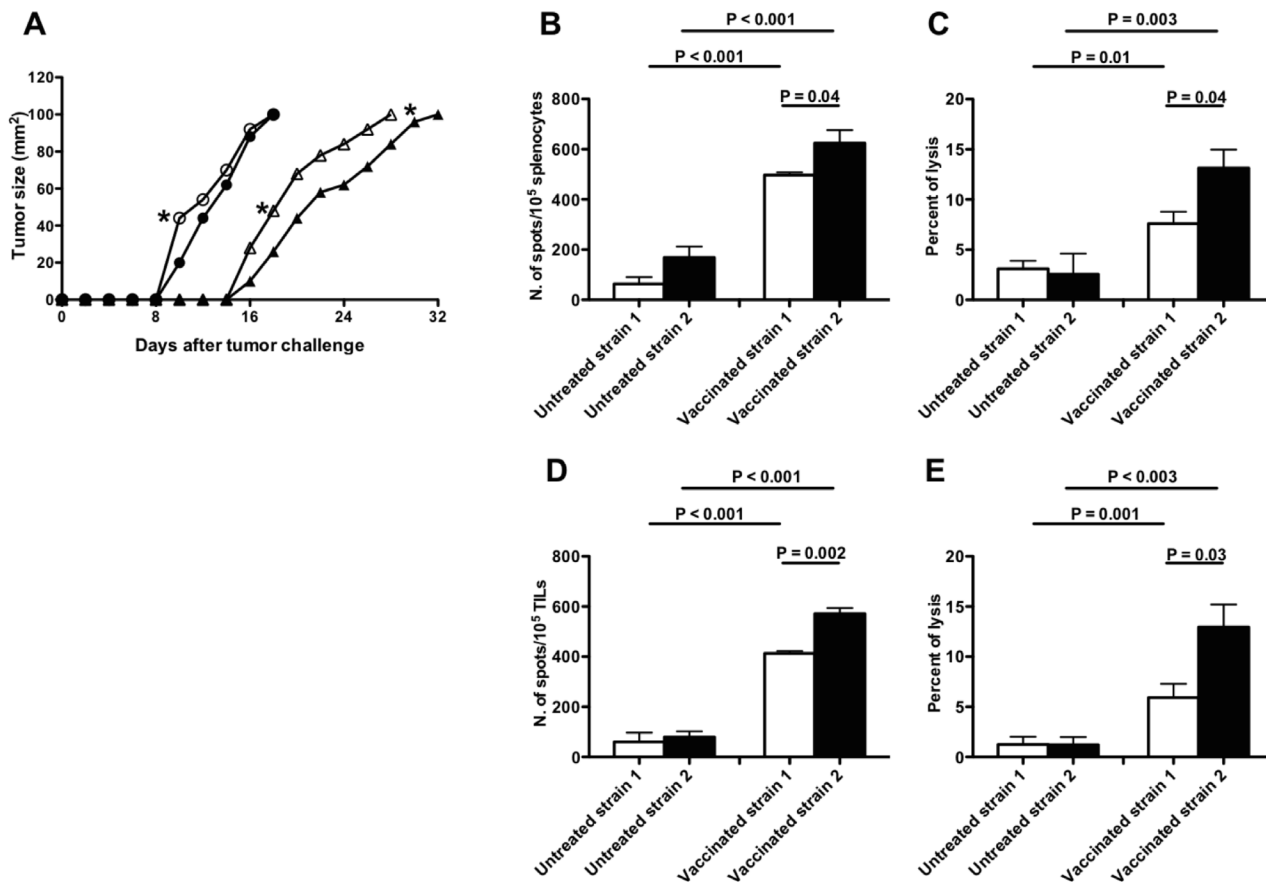 A
Tumor size (mm²)
120
100
80
60
40
20
0
*
*
*
0
8
16
24
32
Days after tumor challenge
B
P < 0.001
P < 0.001
P = 0.04
N. of spots/10⁵ splenocytes
800
600
400
200
0
Untreated strain 1
Untreated strain 2
Vaccinated strain 1
Vaccinated strain 2
C
P = 0.003
P = 0.01
P = 0.04
Percent of lysis
20
15
10
5
0
Untreated strain 1
Untreated strain 2
Vaccinated strain 1
Vaccinated strain 2
D
P < 0.001
P < 0.001
P = 0.002
N. of spots/10⁵ TILs
800
600
400
200
0
Untreated strain 1
Untreated strain 2
Vaccinated strain 1
Vaccinated strain 2
E
P < 0.003
P = 0.001
P = 0.03
Percent of lysis
20
15
10
5
0
Untreated strain 1
Untreated strain 2
Vaccinated strain 1
Vaccinated strain 2